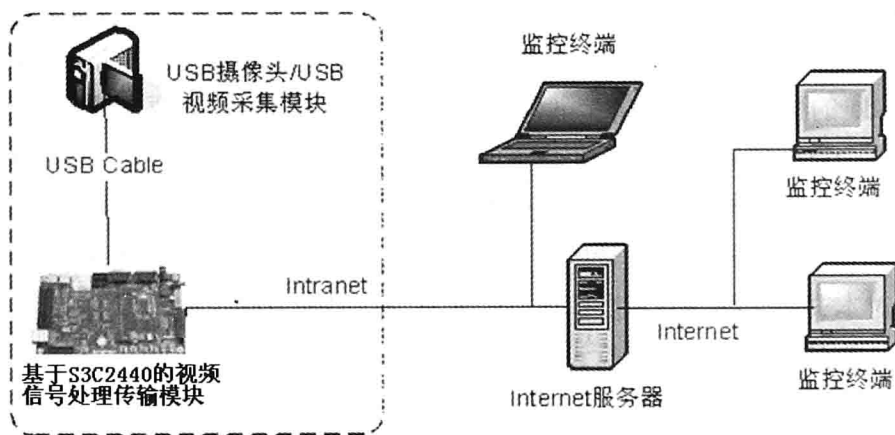 USB摄像头/USB
视频采集模块
USB Cable
基于S3C2440的视频
信号处理传输模块
Intranet
监控终端
Internet服务器
Internet
监控终端
监控终端